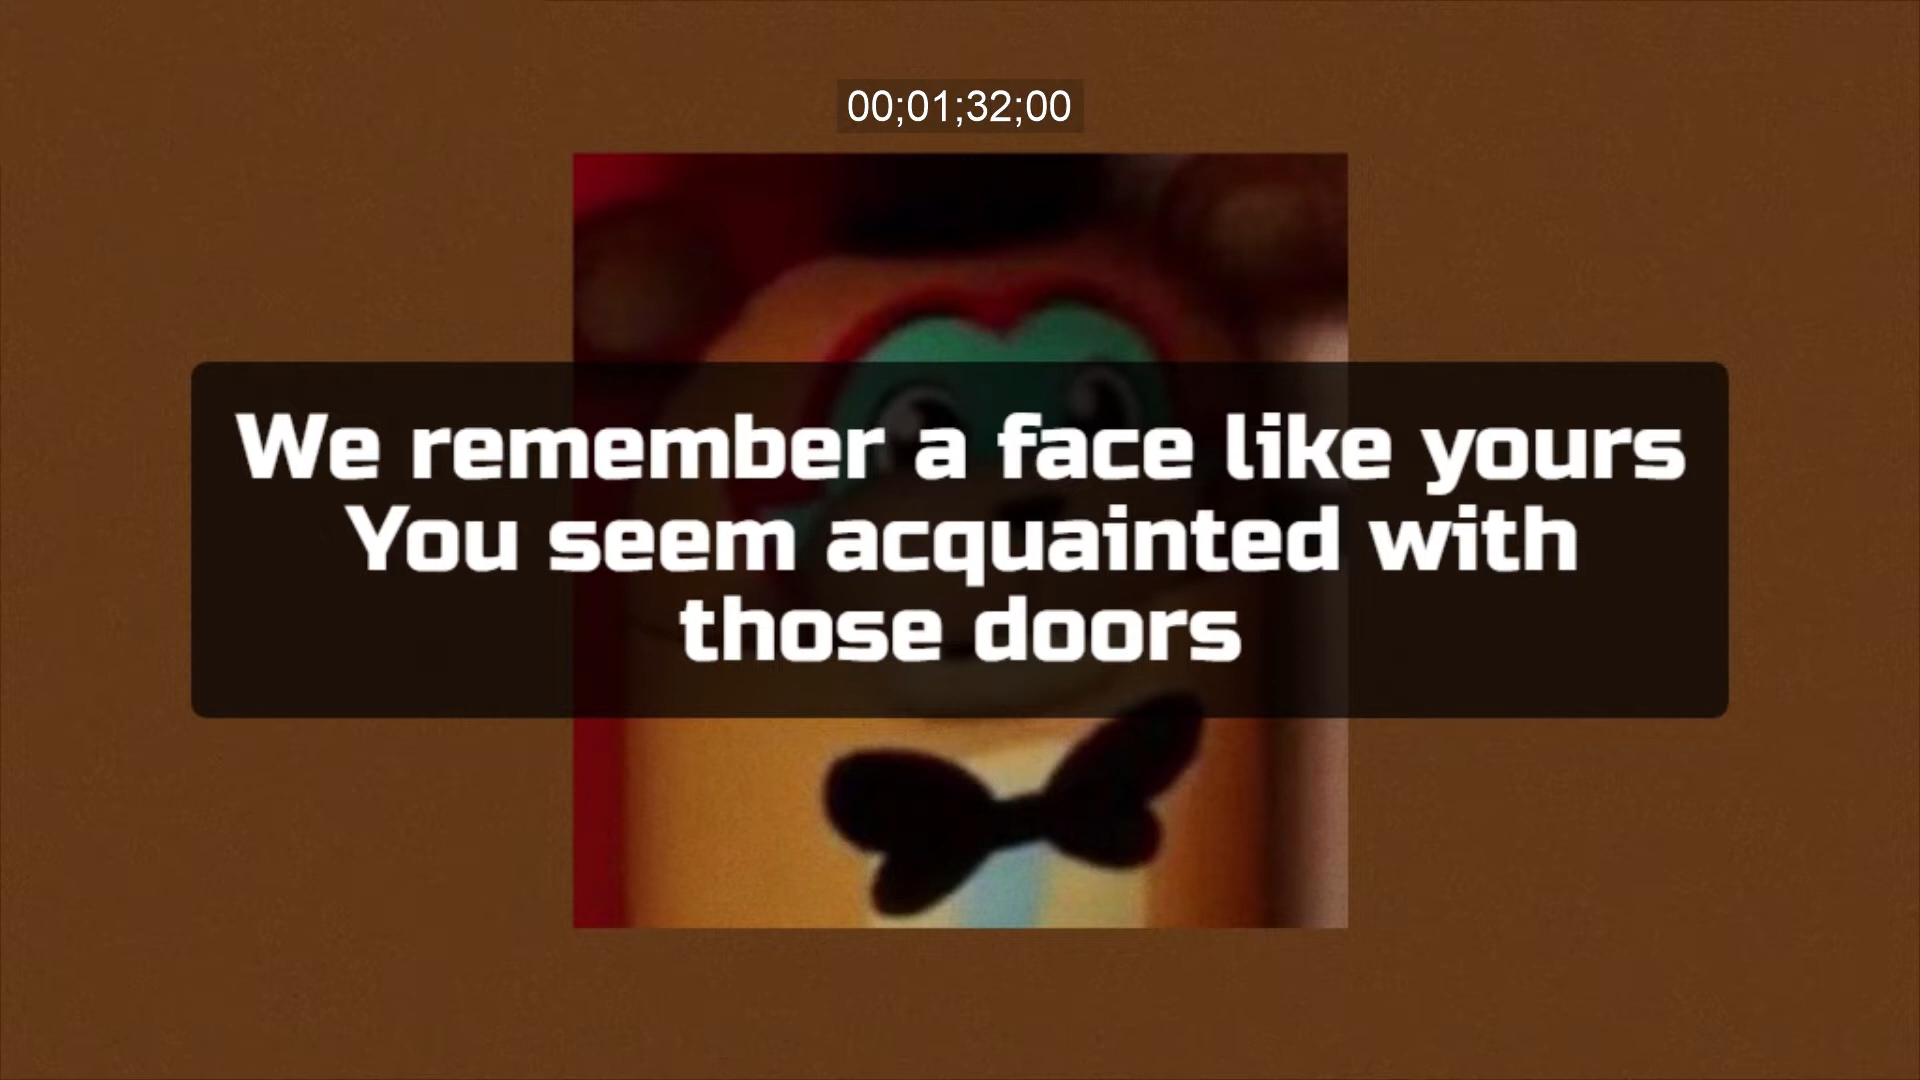 00;01;32;00
We remember a face like yours
You seem acquainted with
those doors